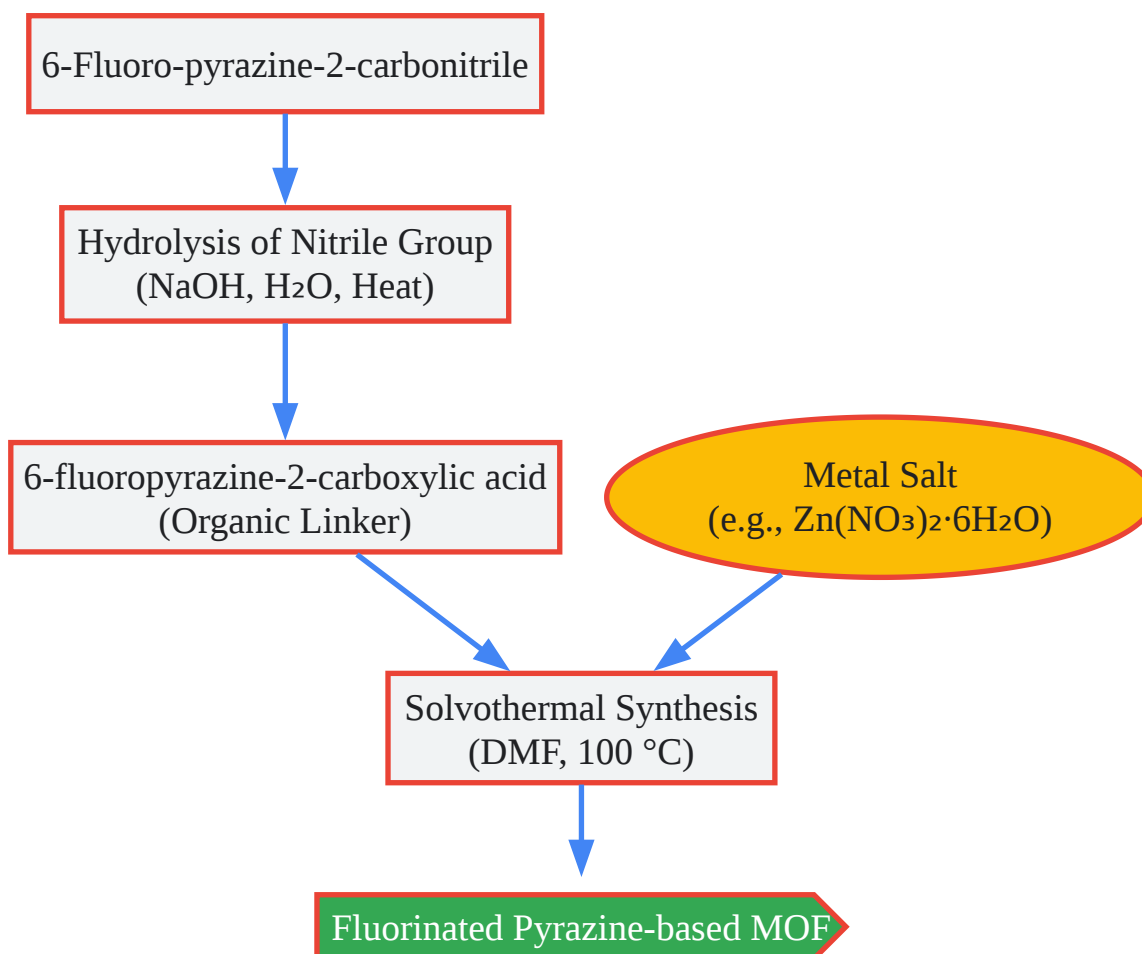 6-Fluoro-pyrazine-2-carbonitrile
Hydrolysis of Nitrile Group
(NaOH, H₂O, Heat)
6-fluoropyrazine-2-carboxylic acid
(Organic Linker)
Metal Salt
(e.g., Zn(NO₃)₂·6H₂O)
Solvothermal Synthesis
(DMF, 100 °C)
Fluorinated Pyrazine-based MOF